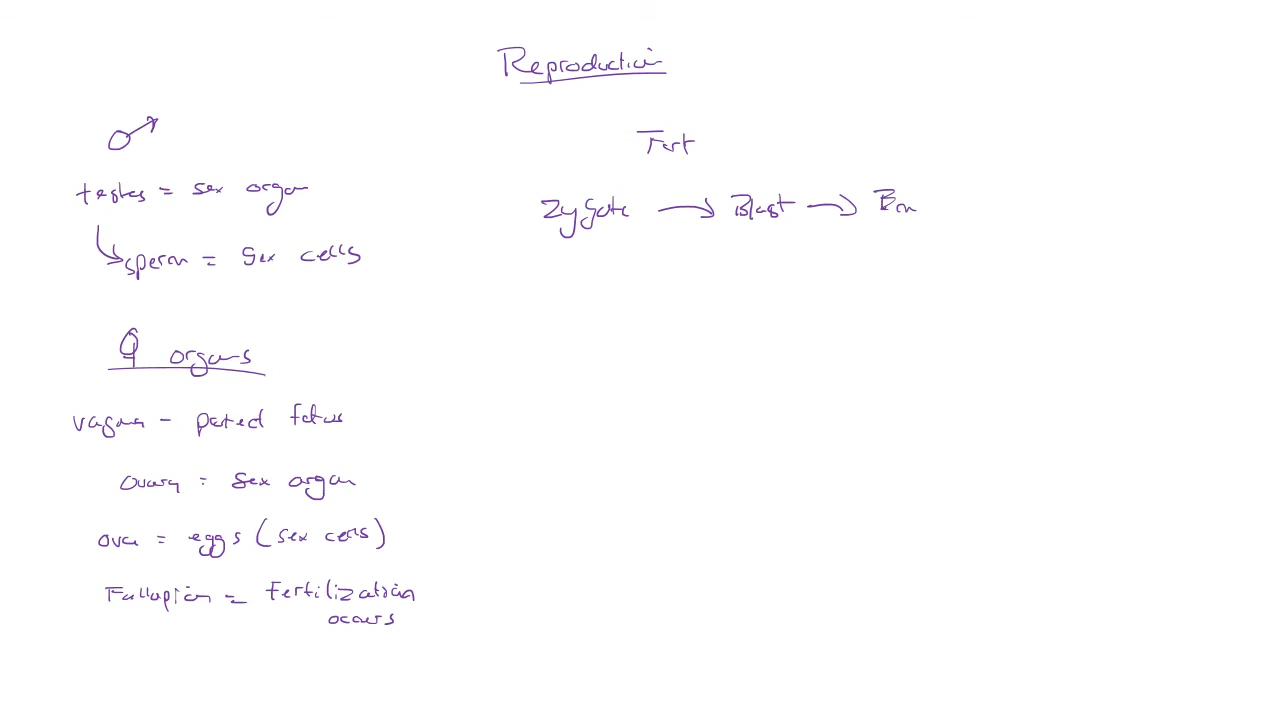 Reproduction
testes = sex organ
sperm = sex cells
♀ organs
vagina - fetus
ovary = sex organ
ova = eggs (sex cells)
Fallopian = Fertilization
occurs
Fert
Zygote → Blast → Em